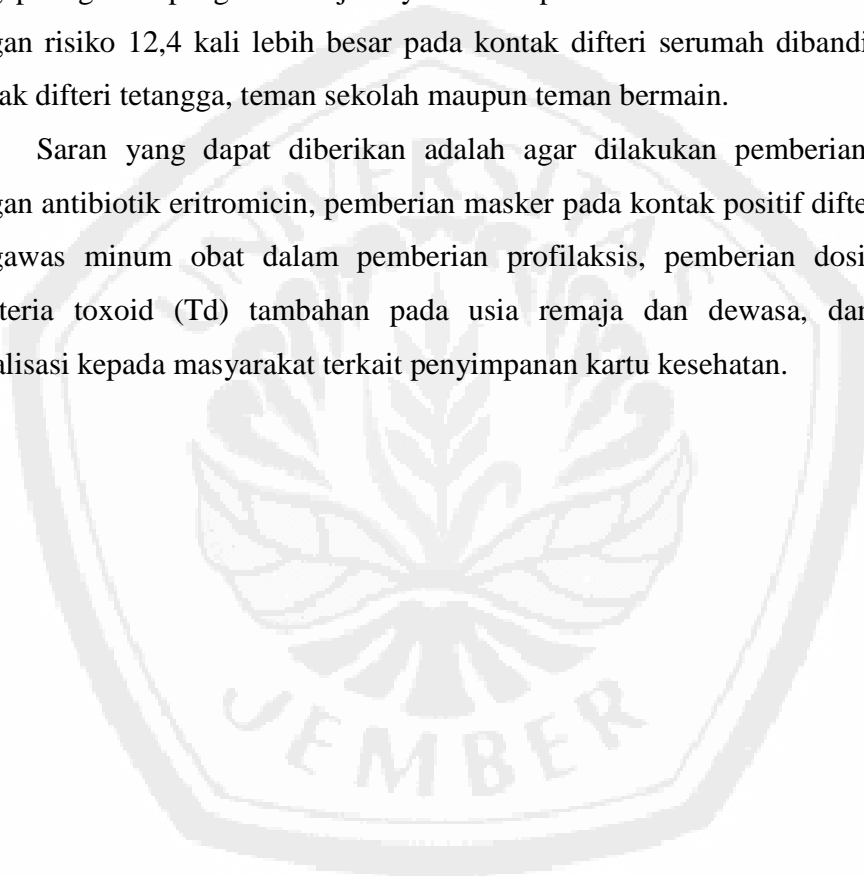 gan risiko 12,4 kali lebih besar pada kontak difteri serumah dibandi
ak difteri tetangga, teman sekolah maupun teman bermain.
Saran yang dapat diberikan adalah agar dilakukan pemberian
gan antibiotik eritromicin, pemberian masker pada kontak positif difte
gawas minum obat dalam pemberian profilaksis, pemberian dosi
teria toxoid (Td) tambahan pada usia remaja dan dewasa, dan
alisasi kepada masyarakat terkait penyimpanan kartu kesehatan.
UNIVERSITAS
JEMBER